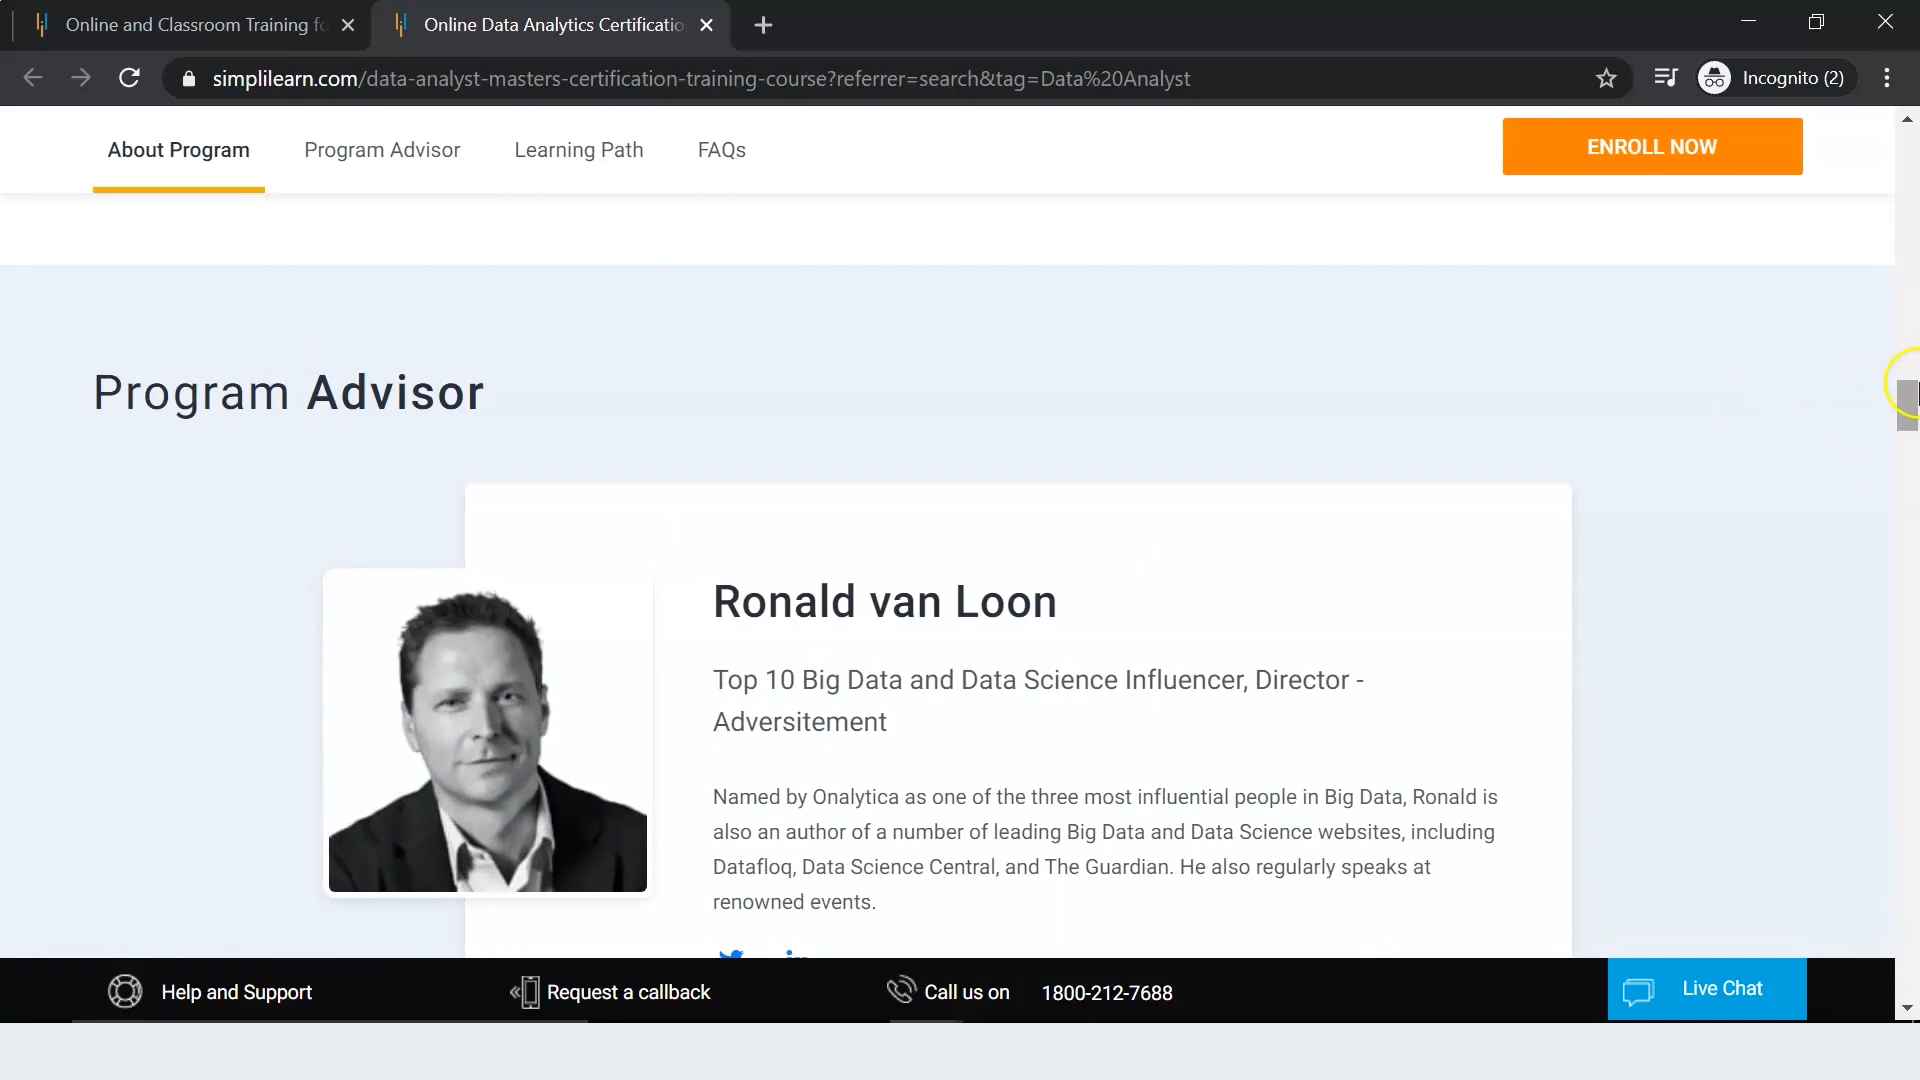 Online and Classroom Training fo
Online Data Analytics Certificatio
simplilearn.com/data-analyst-masters-certification-training-course?referrer=search&tag=Data%20Analyst
Incognito (2)
About Program
Program Advisor
Learning Path
FAQs
ENROLL NOW
Program Advisor
Ronald van Loon
Top 10 Big Data and Data Science Influencer, Director -
Adversitement
Named by Onalytica as one of the three most influential people in Big Data, Ronald is
also an author of a number of leading Big Data and Data Science websites, including
Datafloq, Data Science Central, and The Guardian. He also regularly speaks at
renowned events.
Help and Support
Request a callback
Call us on
1800-212-7688
Live Chat